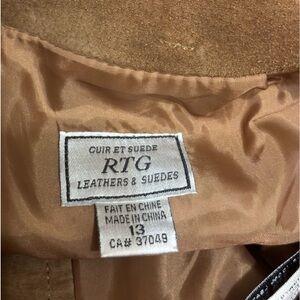 CUIR ET SUEDE
RTG
LEATHERS & SUEDES
FAIT EN CHINE
MADE IN CHINA
13
CA# 37049